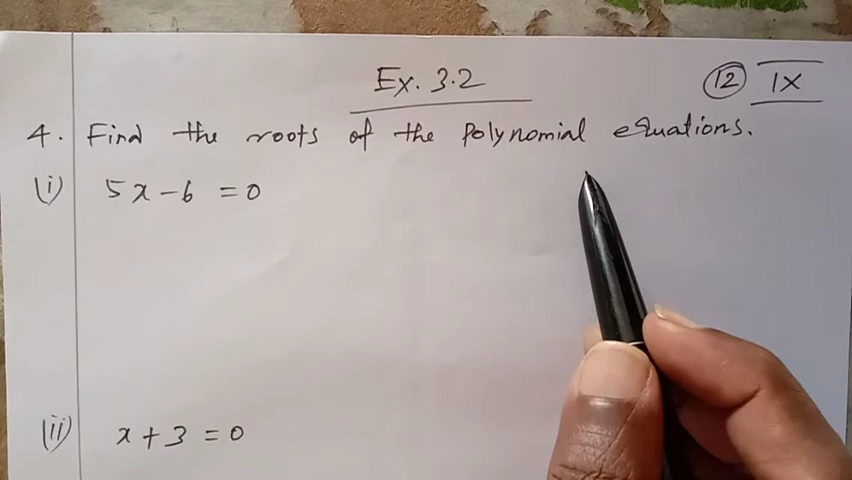 Ex. 3.2
12 IX
4. Find the roots of the Polynomial equations.
(i) 5x - 6 = 0
(ii) x + 3 = 0